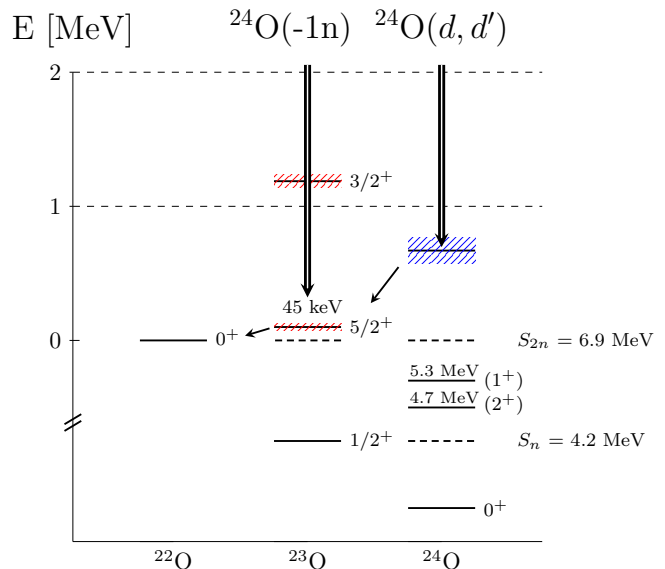 E [MeV] ²⁴O(-1n) ²⁴O(d, d′)
2
3/2⁺
1
45 keV
0 0⁺ 5/2⁺ S₂ₙ = 6.9 MeV
5.3 MeV (1⁺)
4.7 MeV (2⁺)
1/2⁺ Sₙ = 4.2 MeV
0⁺
²²O ²³O ²⁴O